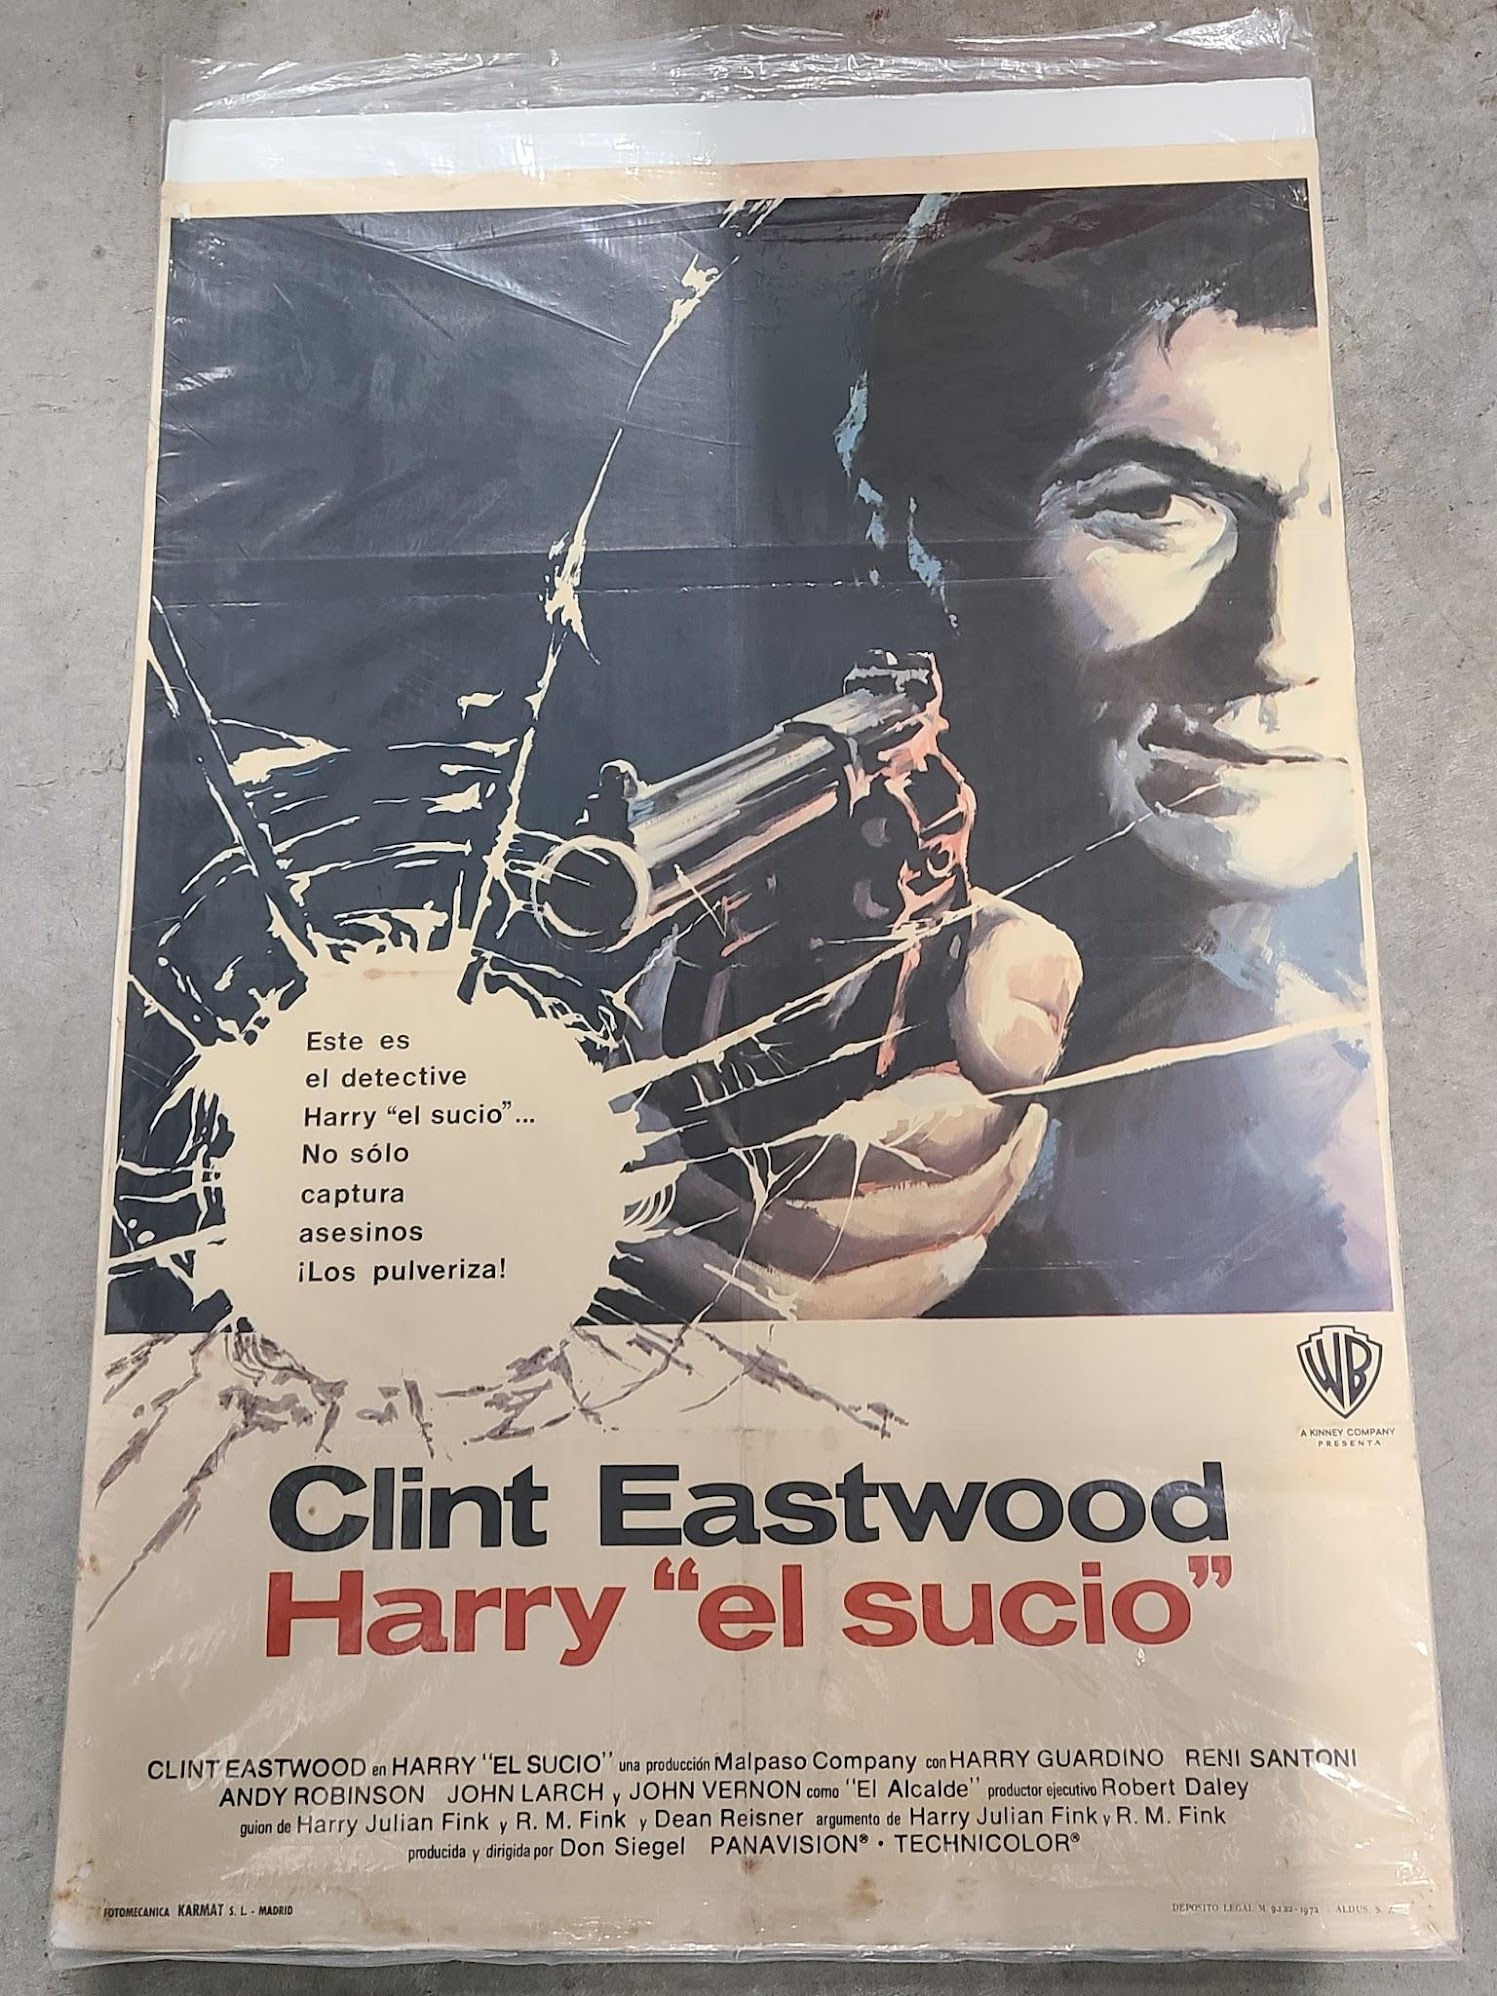 Este es
el detective
Harry “el sucio”...
No sólo
captura
asesinos
¡Los pulveriza!
WB
A KINNEY COMPANY
PRESENTA
Clint Eastwood
Harry “el sucio”
CLINT EASTWOOD en HARRY “EL SUCIO” una producción Malpaso Company con HARRY GUARDINO RENI SANTONI
ANDY ROBINSON JOHN LARCH y JOHN VERNON como “El Alcalde” productor ejecutivo Robert Daley
guion de Harry Julian Fink y R. M. Fink y Dean Reisner argumento de Harry Julian Fink y R. M. Fink
producida y dirigida por Don Siegel PANAVISION® • TECHNICOLOR®
FOTOMECANICA KARMAT S. L. - MADRID
DEPOSITO LEGAL M. 9422-1972 ALDUS, S.